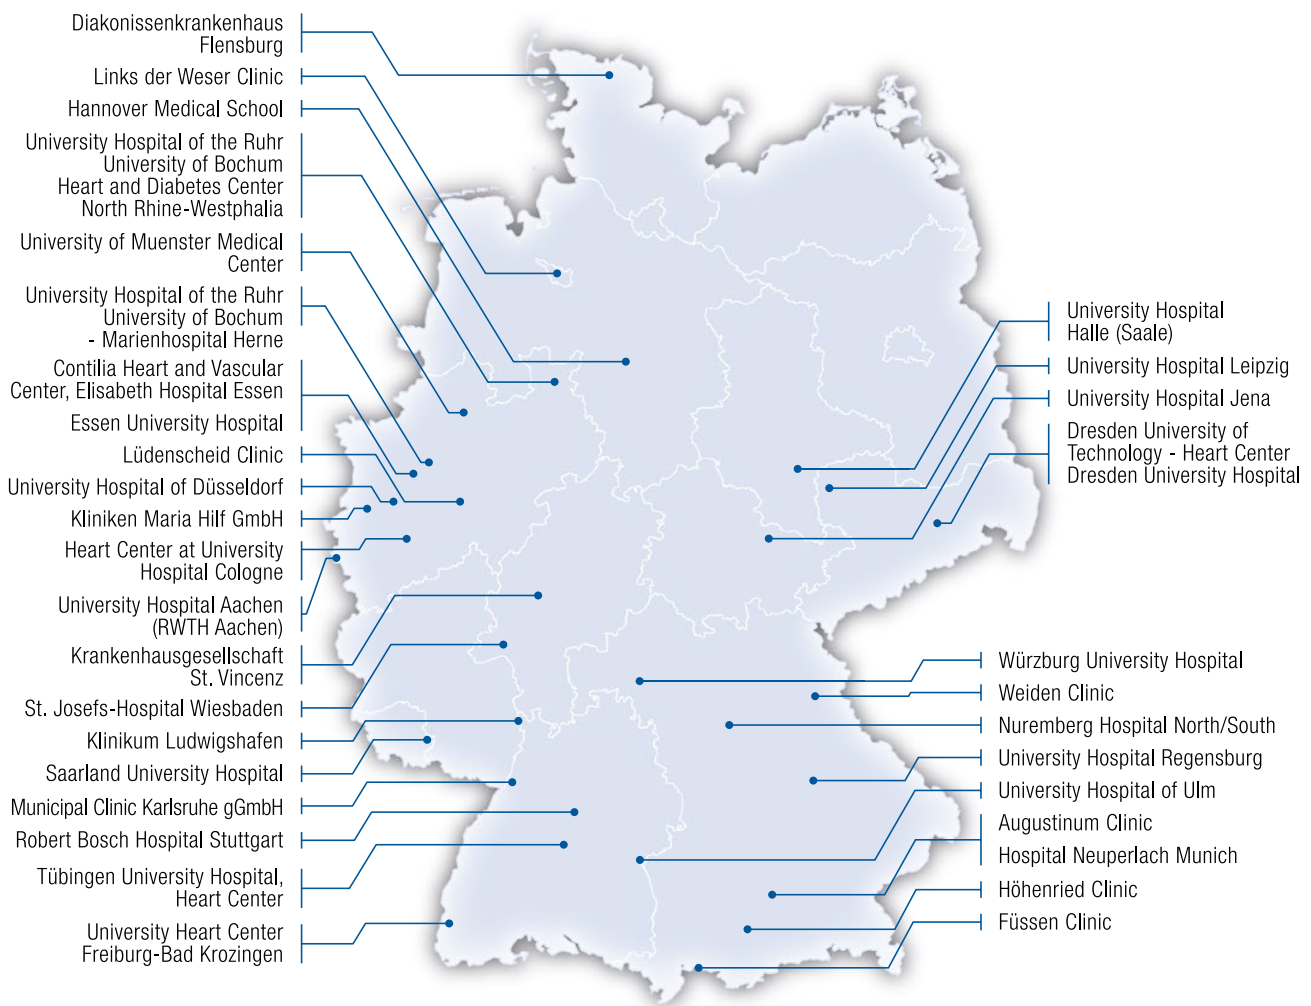 Diakonissenkrankenhaus
Flensburg
Links der Weser Clinic
Hannover Medical School
University Hospital of the Ruhr
University of Bochum
Heart and Diabetes Center
North Rhine-Westphalia
University of Muenster Medical
Center
University Hospital of the Ruhr
University of Bochum
- Marienhospital Herne
Contilia Heart and Vascular
Center, Elisabeth Hospital Essen
Essen University Hospital
Lüdenscheid Clinic
University Hospital of Düsseldorf
Kliniken Maria Hilf GmbH
Heart Center at University
Hospital Cologne
University Hospital Aachen
(RWTH Aachen)
Krankenhausgesellschaft
St. Vincenz
St. Josefs-Hospital Wiesbaden
Klinikum Ludwigshafen
Saarland University Hospital
Municipal Clinic Karlsruhe gGmbH
Robert Bosch Hospital Stuttgart
Tübingen University Hospital,
Heart Center
University Heart Center
Freiburg-Bad Krozingen
University Hospital
Halle (Saale)
University Hospital Leipzig
University Hospital Jena
Dresden University of
Technology - Heart Center
Dresden University Hospital
Würzburg University Hospital
Weiden Clinic
Nuremberg Hospital North/South
University Hospital Regensburg
University Hospital of Ulm
Augustinum Clinic
Hospital Neuperlach Munich
Höhenried Clinic
Füssen Clinic